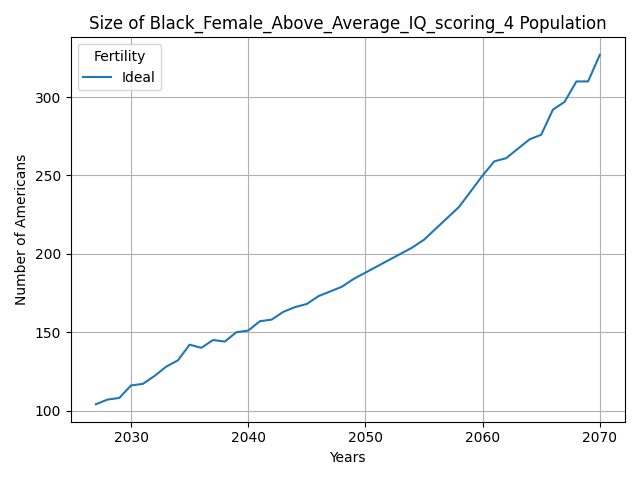 Size of Black_Female_Above_Average_IQ_scoring_4 Population
Fertility
Ideal
Number of Americans
300
250
200
150
100
2030 2040 2050 2060 2070
Years